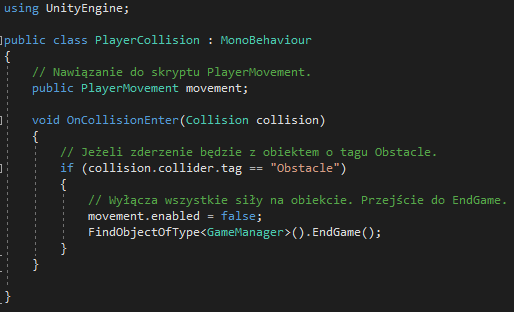 using UnityEngine;
public class PlayerCollision : MonoBehaviour
{
// Nawiązanie do skryptu PlayerMovement.
public PlayerMovement movement;
void OnCollisionEnter(Collision collision)
{
// Jeżeli zderzenie będzie z obiektem o tagu Obstacle.
if (collision.collider.tag == "Obstacle")
{
// Wyłącza wszystkie siły na obiekcie. Przejście do EndGame.
movement.enabled = false;
FindObjectOfType<GameManager>().EndGame();
}
}
}